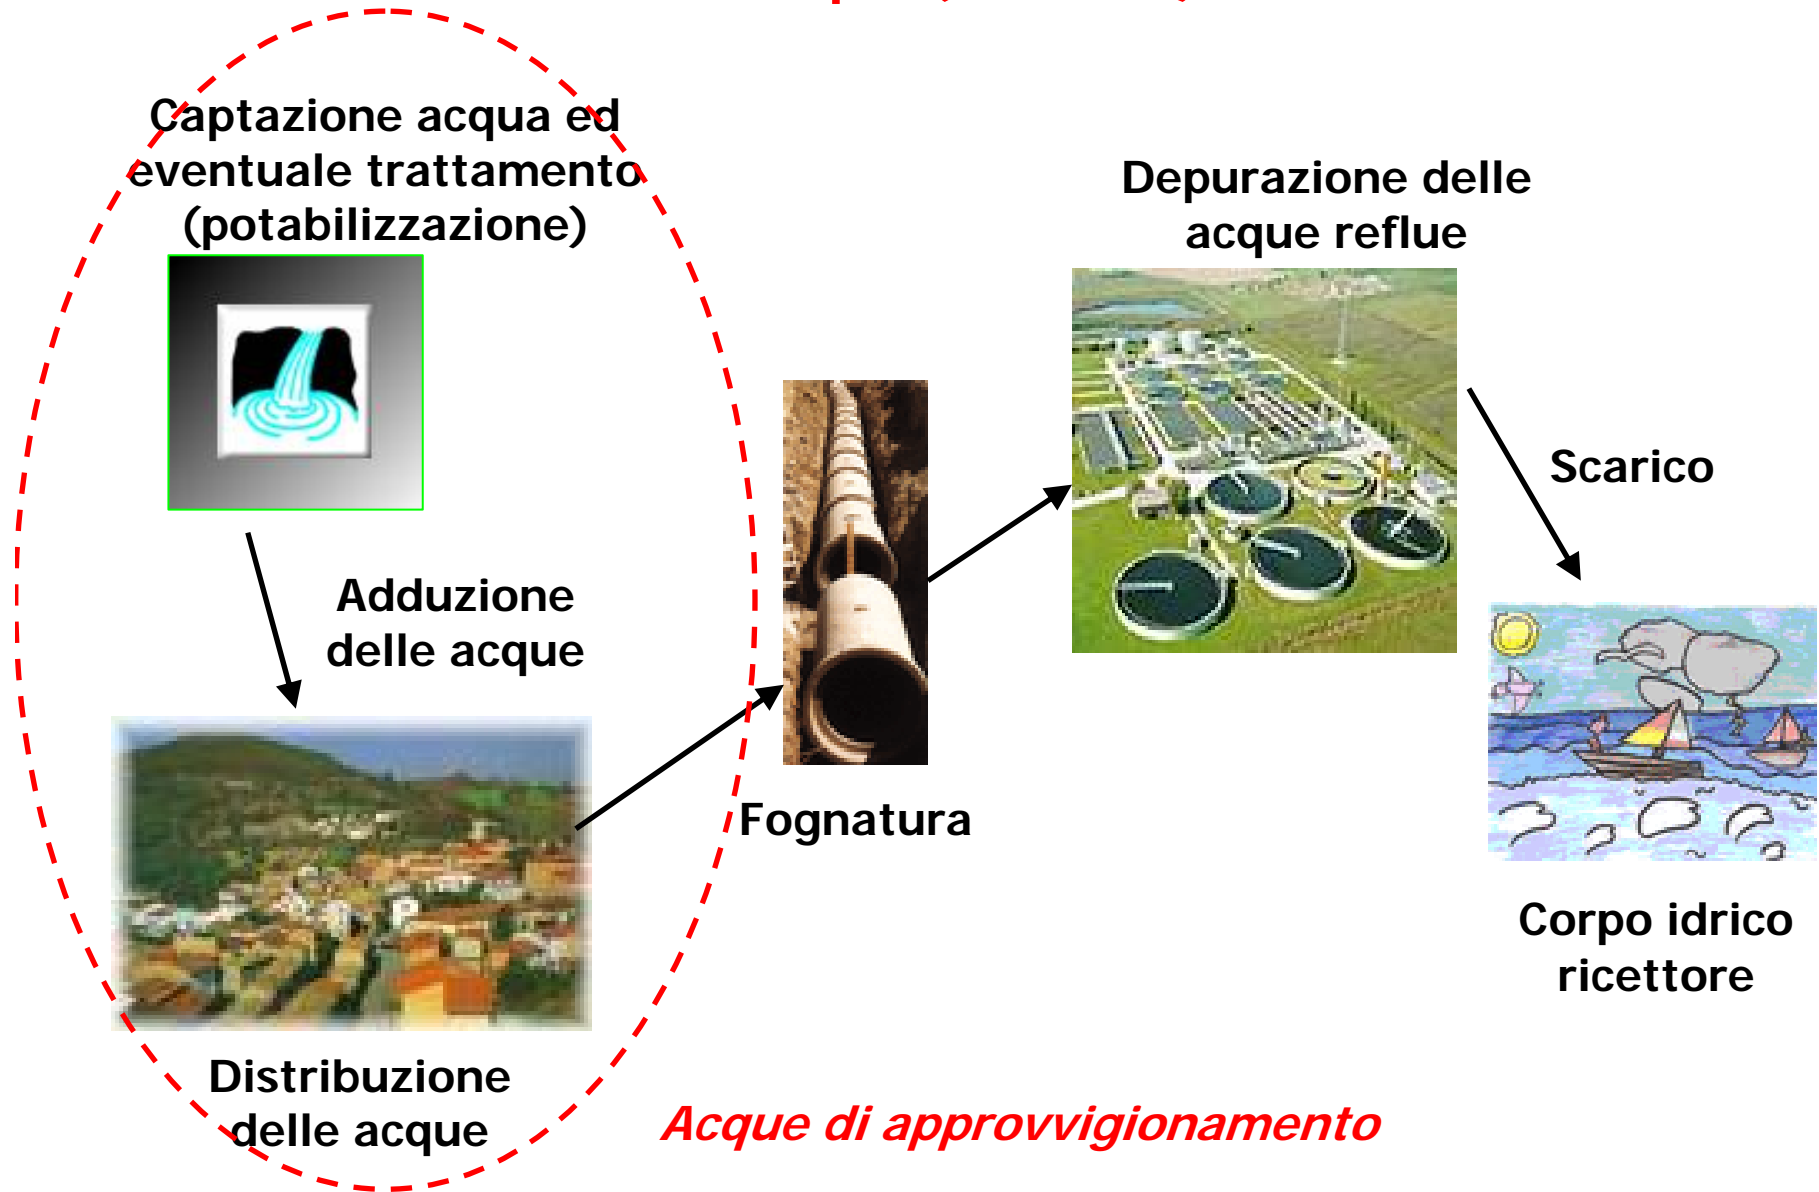 Captazione acqua ed
eventuale trattamento
(potabilizzazione)
Depurazione delle
acque reflue
Scarico
Adduzione
delle acque
Fognatura
Corpo idrico
ricettore
Distribuzione
delle acque
Acque di approvvigionamento